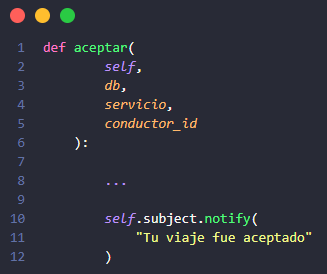 1 def aceptar(
2         self,
3         db,
4         servicio,
5         conductor_id
6     ):
7
8         ...
9
10         self.subject.notify(
11             "Tu viaje fue aceptado"
12         )